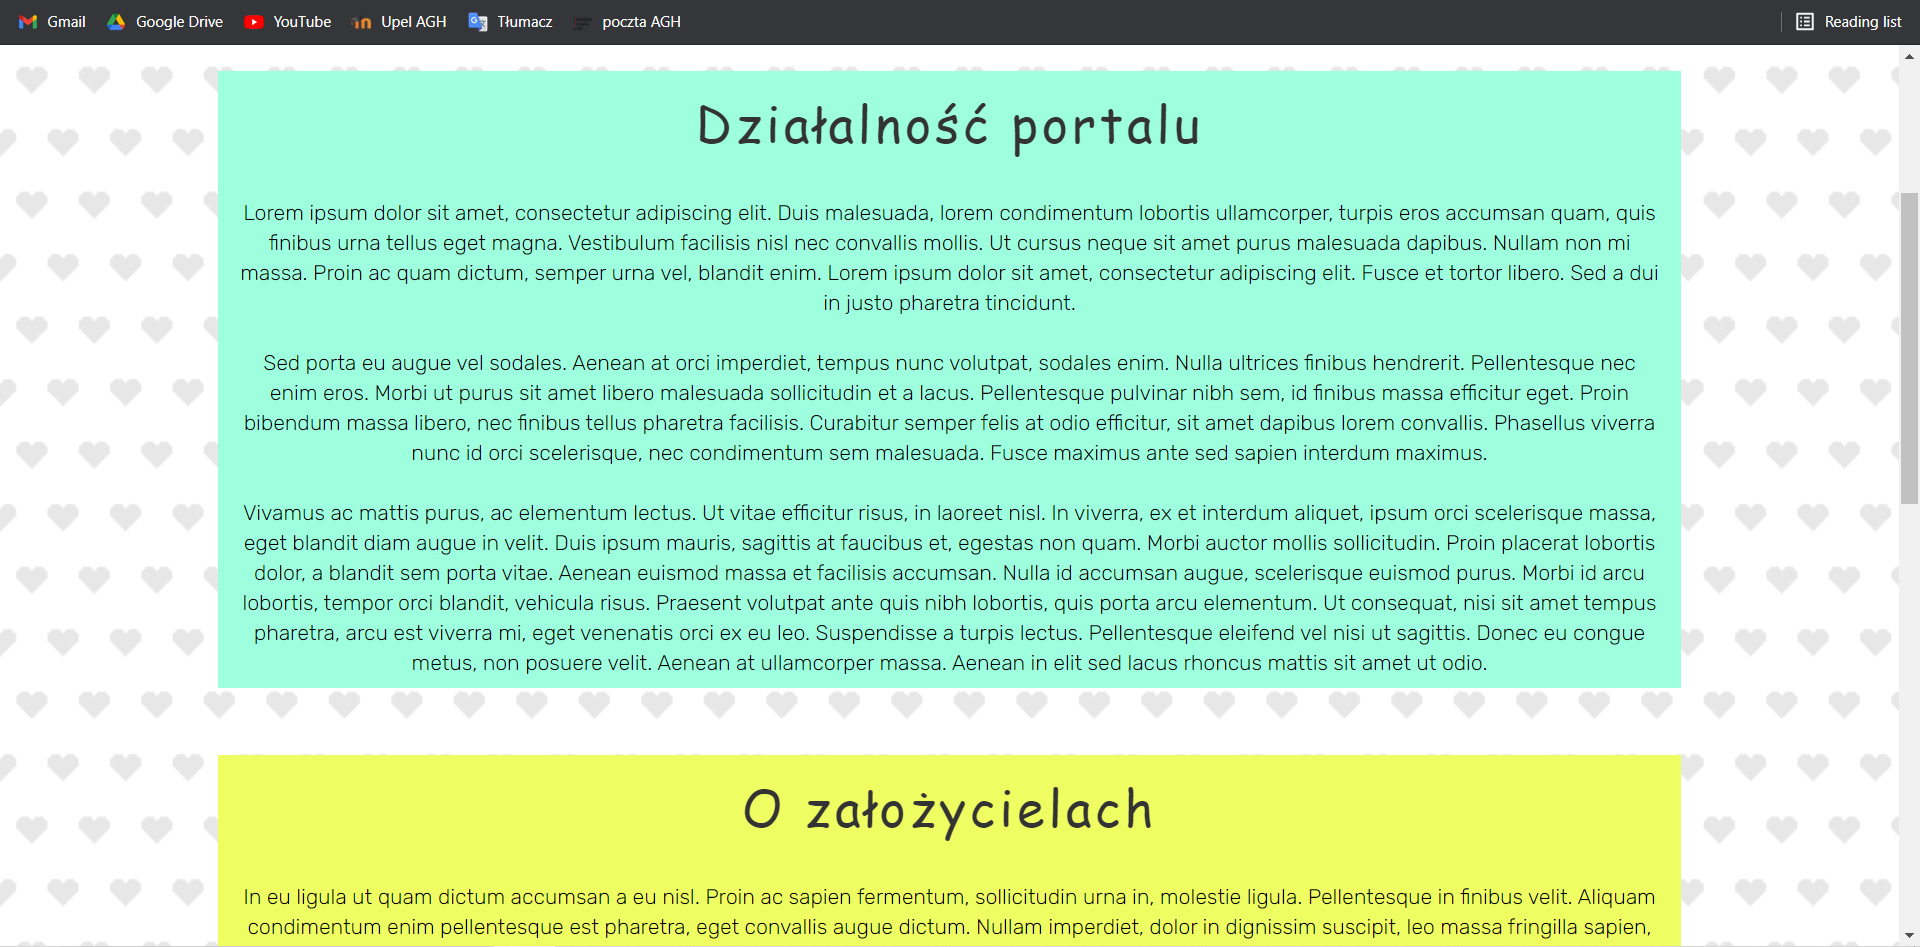 Gmail Google Drive YouTube Upel AGH Tłumacz poczta AGH Reading list
Działalność portalu
Lorem ipsum dolor sit amet, consectetur adipiscing elit. Duis malesuada, lorem condimentum lobortis ullamcorper, turpis eros accumsan quam, quis
finibus urna tellus eget magna. Vestibulum facilisis nisl nec convallis mollis. Ut cursus neque sit amet purus malesuada dapibus. Nullam non mi
massa. Proin ac quam dictum, semper urna vel, blandit enim. Lorem ipsum dolor sit amet, consectetur adipiscing elit. Fusce et tortor libero. Sed a dui
in justo pharetra tincidunt.
Sed porta eu augue vel sodales. Aenean at orci imperdiet, tempus nunc volutpat, sodales enim. Nulla ultrices finibus hendrerit. Pellentesque nec
enim eros. Morbi ut purus sit amet libero malesuada sollicitudin et a lacus. Pellentesque pulvinar nibh sem, id finibus massa efficitur eget. Proin
bibendum massa libero, nec finibus tellus pharetra facilisis. Curabitur semper felis at odio efficitur, sit amet dapibus lorem convallis. Phasellus viverra
nunc id orci scelerisque, nec condimentum sem malesuada. Fusce maximus ante sed sapien interdum maximus.
Vivamus ac mattis purus, ac elementum lectus. Ut vitae efficitur risus, in laoreet nisl. In viverra, ex et interdum aliquet, ipsum orci scelerisque massa,
eget blandit diam augue in velit. Duis ipsum mauris, sagittis at faucibus et, egestas non quam. Morbi auctor mollis sollicitudin. Proin placerat lobortis
dolor, a blandit sem porta vitae. Aenean euismod massa et facilisis accumsan. Nulla id accumsan augue, scelerisque euismod purus. Morbi id arcu
lobortis, tempor orci blandit, vehicula risus. Praesent volutpat ante quis nibh lobortis, quis porta arcu elementum. Ut consequat, nisi sit amet tempus
pharetra, arcu est viverra mi, eget venenatis orci ex eu leo. Suspendisse a turpis lectus. Pellentesque eleifend vel nisi ut sagittis. Donec eu congue
metus, non posuere velit. Aenean at ullamcorper massa. Aenean in elit sed lacus rhoncus mattis sit amet ut odio.
O założycielach
In eu ligula ut quam dictum accumsan a eu nisl. Proin ac sapien fermentum, sollicitudin urna in, molestie ligula. Pellentesque in finibus velit. Aliquam
condimentum enim pellentesque est pharetra, eget convallis augue dictum. Nullam imperdiet, dolor in dignissim suscipit, leo massa fringilla sapien,